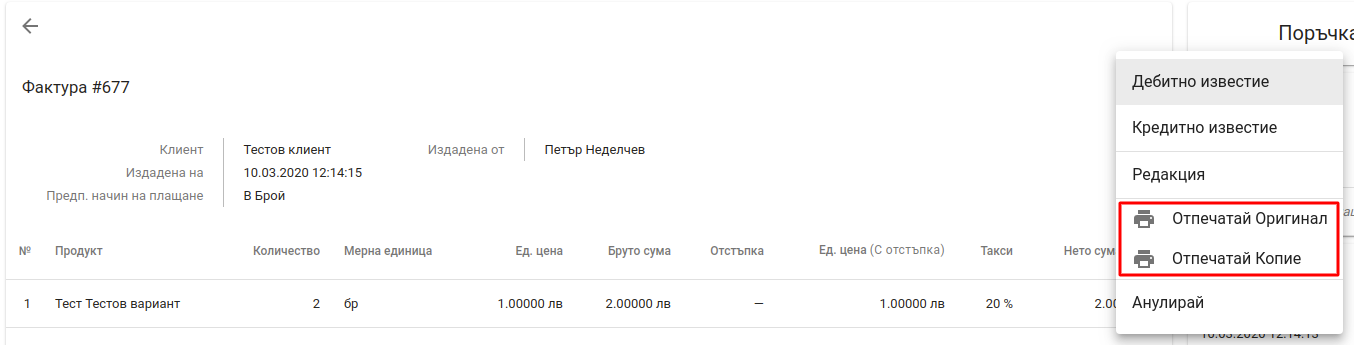 Поръчка
Фактура #677
Клиент Тестов клиент Издадена от Петър Неделчев
Издадена на 10.03.2020 12:14:15
Предп. начин на плащане В Брой
№ Продукт Количество Мерна единица Ед. цена Бруто сума Отстъпка Ед. цена (С отстъпка) Такси Нето сум
1 Тест Тестов вариант 2 бр 1.00000 лв 2.00000 лв — 1.00000 лв 20 % 2.00
Дебитно известие
Кредитно известие
Редакция
Отпечатай Оригинал
Отпечатай Копие
Анулирай
10.03.2020 12:14:15